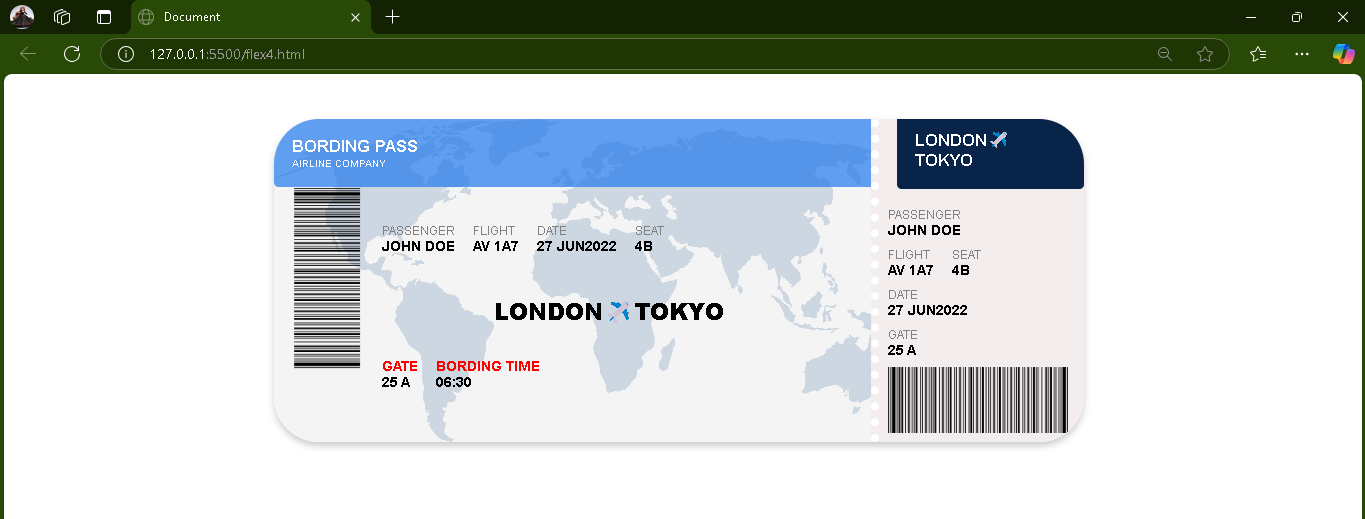 Document
127.0.0.1:5500/flex4.html
BORDING PASS
AIRLINE COMPANY
PASSENGER FLIGHT DATE SEAT
JOHN DOE AV 1A7 27 JUN2022 4B
LONDON✈️TOKYO
GATE BORDING TIME
25 A 06:30
LONDON✈️
TOKYO
PASSENGER
JOHN DOE
FLIGHT SEAT
AV 1A7 4B
DATE
27 JUN2022
GATE
25 A